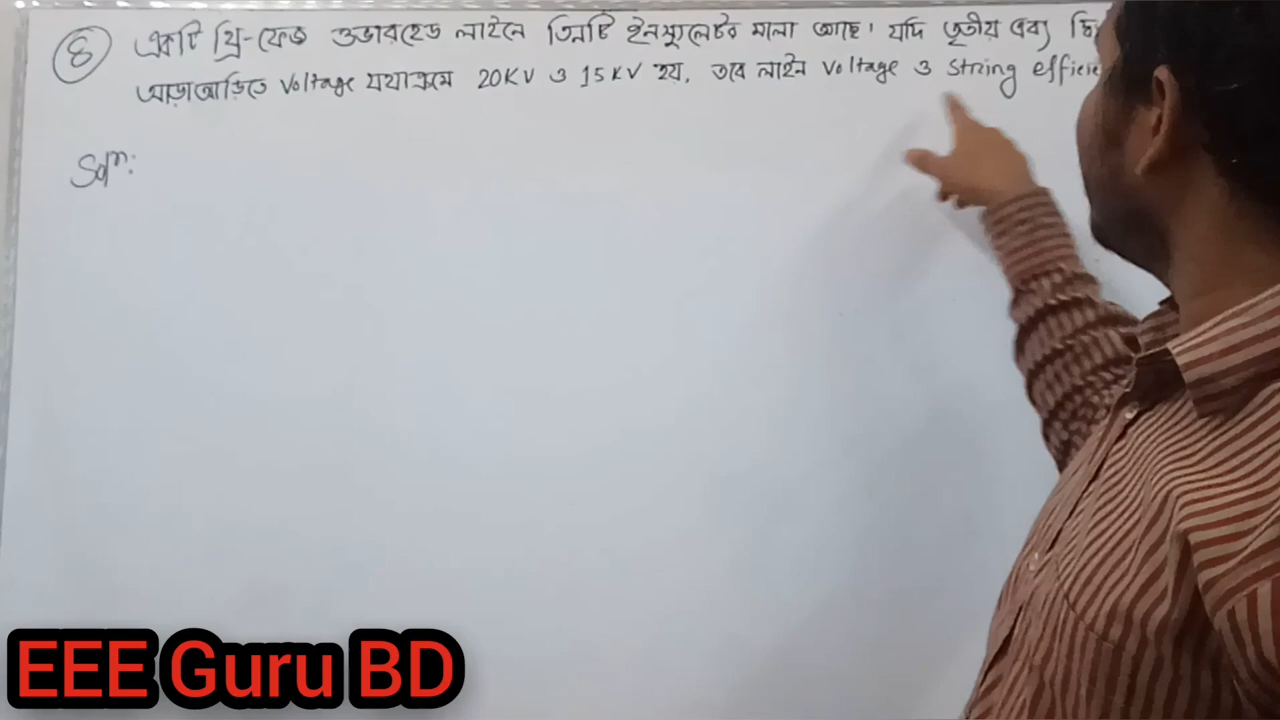 ৪ একটি থ্রি-ফেজ ওভারহেড লাইনে তিনটি ইনসুলেটর মালা আছে। যদি তৃতীয় এবং
আড়াআড়িতে Voltage যথাক্রমে 20KV ও 15KV হয়, তবে লাইন Voltage ও string
Solⁿ:
EEE Guru BD